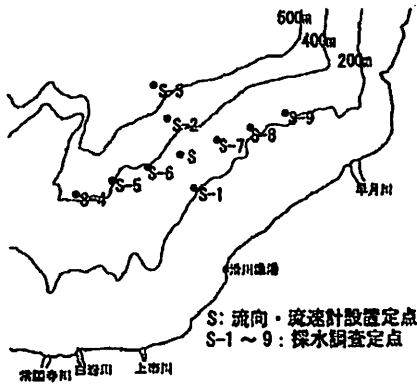 500m
400m
200m
S-3
S-2
S-9
S-8
S-7
S
S-6
S-5
S-4
S-1
早月川
滑川漁港
S: 流向・流速計設置定点
S-1 ~ 9 : 採水調査定点
常願寺川
白岩川
上市川